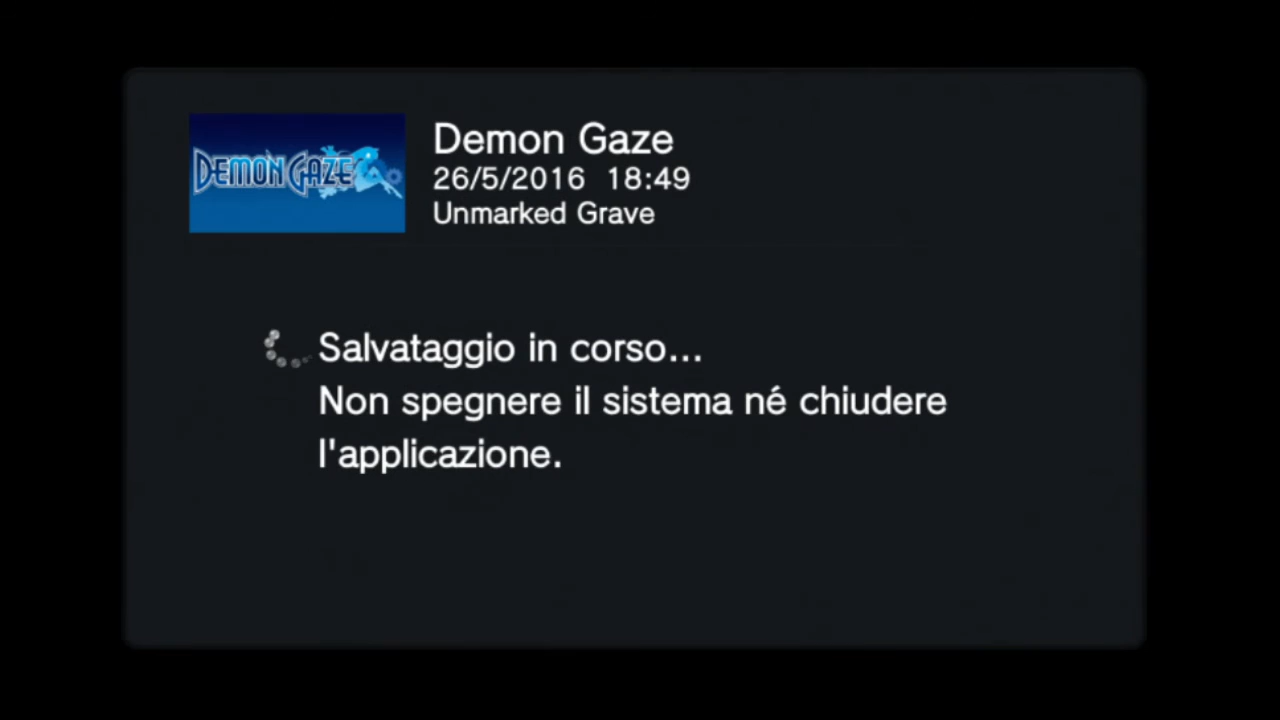 DEMON GAZE
Demon Gaze
26/5/2016 18:49
Unmarked Grave
Salvataggio in corso...
Non spegnere il sistema né chiudere
l'applicazione.